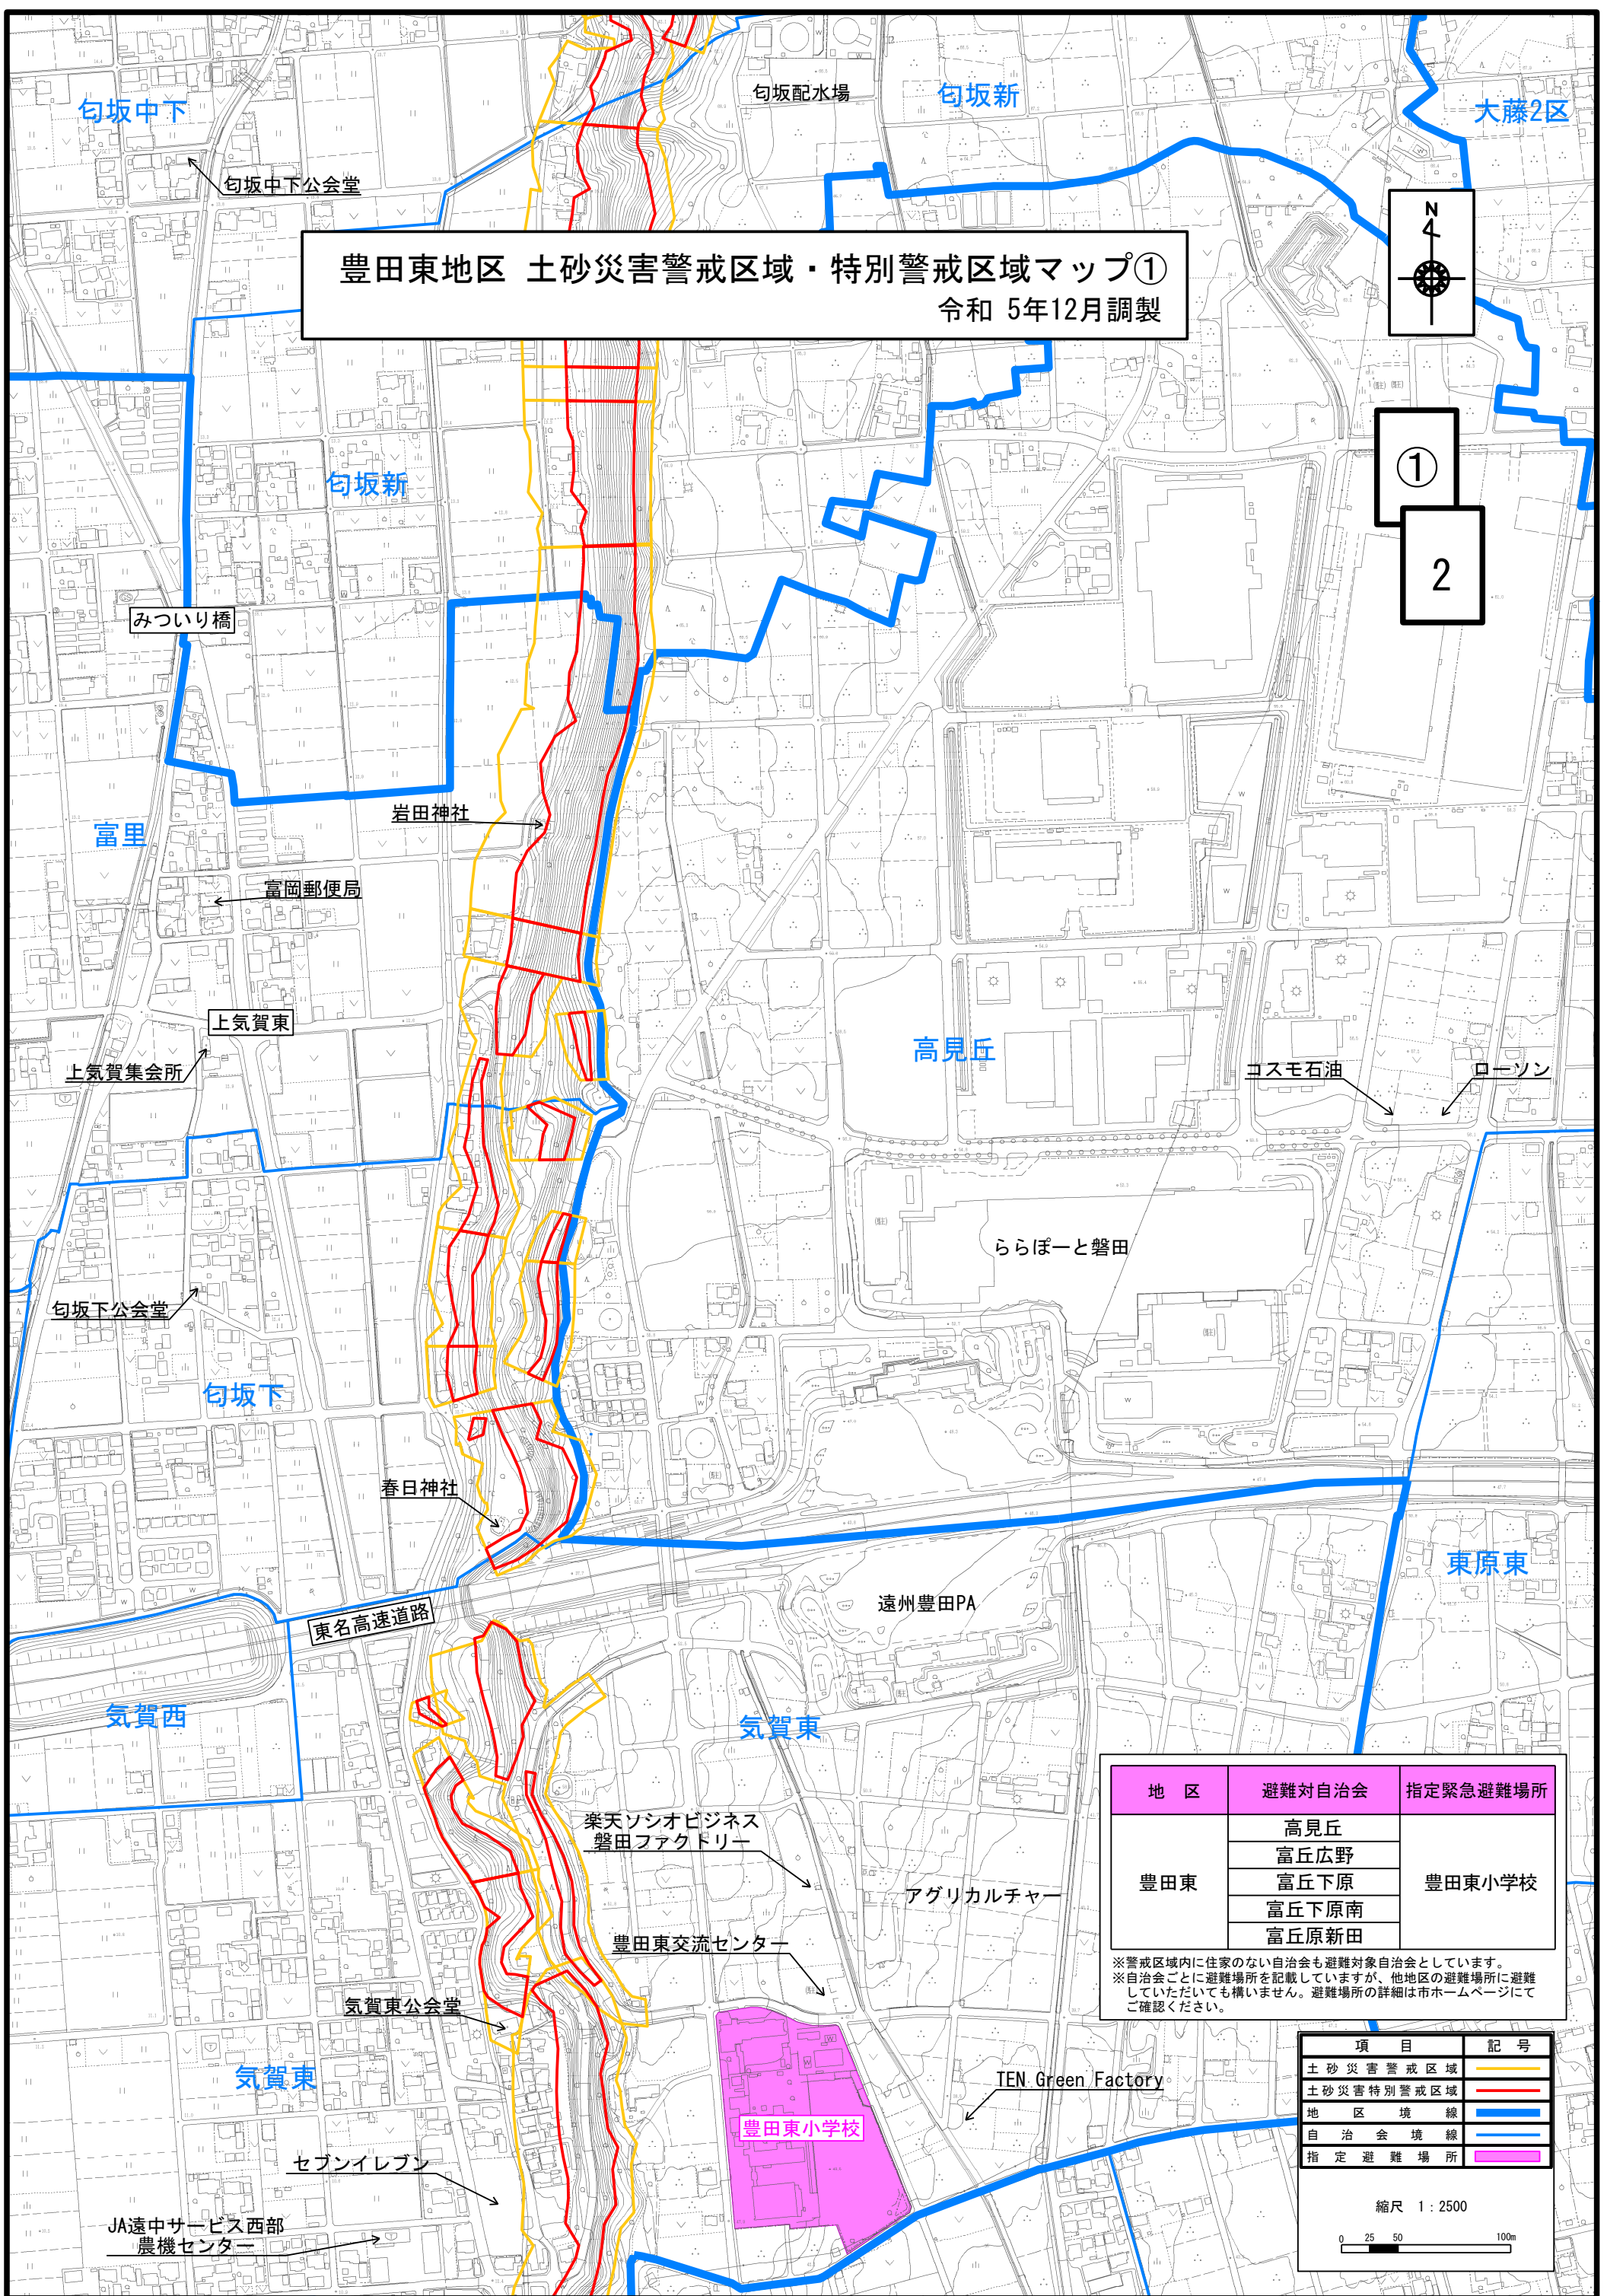 匂坂中下
匂坂中下公会堂
匂坂配水場
匂坂新
大藤2区
N
豊田東地区 土砂災害警戒区域・特別警戒区域マップ①
令和 5年12月調製
①
2
匂坂新
みついり橋
岩田神社
富里
富岡郵便局
上気賀東
上気賀集会所
高見丘
コスモ石油
ローソン
ららぽーと磐田
匂坂下公会堂
匂坂下
春日神社
東原東
遠州豊田PA
東名高速道路
気賀西
気賀東
楽天ソシオビジネス
磐田ファクトリー
アグリカルチャー
豊田東交流センター
気賀東公会堂
気賀東
TEN Green Factory
豊田東小学校
セブンイレブン
JA遠中サービス西部
農機センター
地 区 避難対自治会 指定緊急避難場所
豊田東
高見丘
富丘広野
富丘下原
富丘下原南
富丘原新田
豊田東小学校
※警戒区域内に住家のない自治会も避難対象自治会としています。
※自治会ごとに避難場所を記載していますが、他地区の避難場所に避難
していただいても構いません。避難場所の詳細は市ホームページにて
ご確認ください。
項 目 記 号
土砂災害警戒区域
土砂災害特別警戒区域
地区境線
自治会境線
指定避難場所
縮尺 1:2500
0 25 50 100m